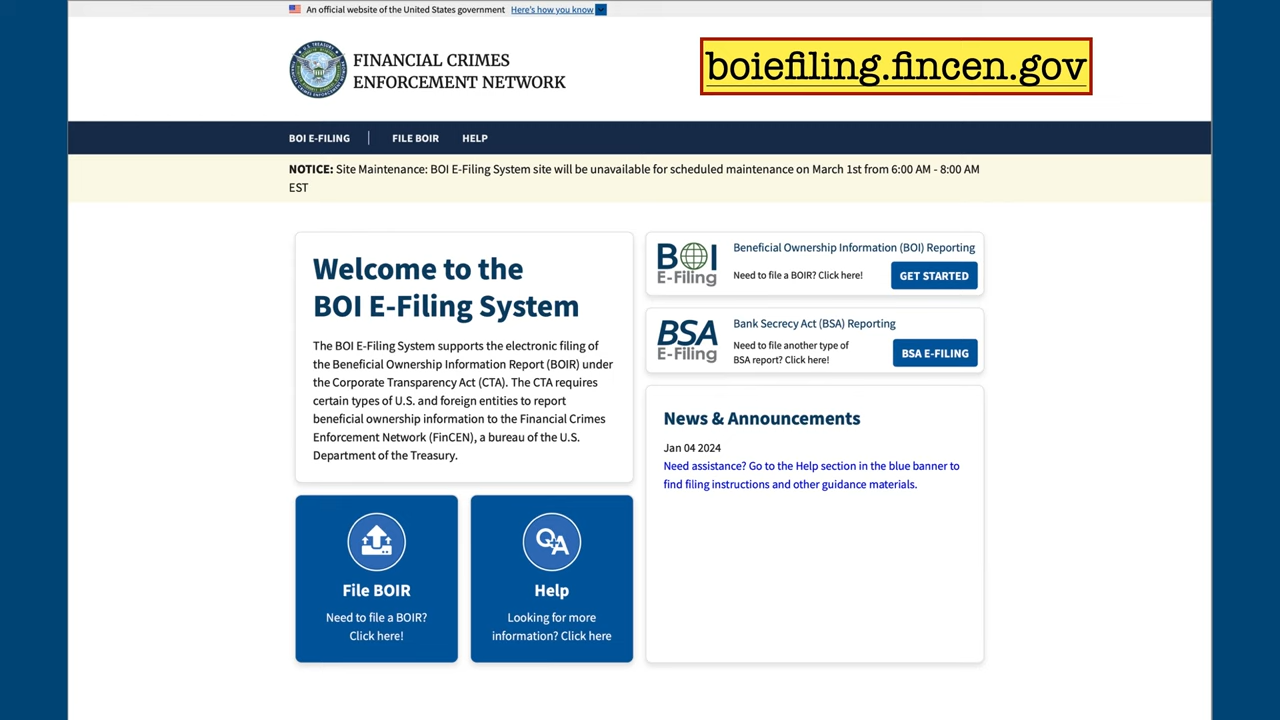 An official website of the United States government Here's how you know
FINANCIAL CRIMES
ENFORCEMENT NETWORK
boiefiling.fincen.gov
BOI E-FILING | FILE BOIR HELP
NOTICE: Site Maintenance: BOI E-Filing System site will be unavailable for scheduled maintenance on March 1st from 6:00 AM - 8:00 AM
EST
Welcome to the
BOI E-Filing System
The BOI E-Filing System supports the electronic filing of
the Beneficial Ownership Information Report (BOIR) under
the Corporate Transparency Act (CTA). The CTA requires
certain types of U.S. and foreign entities to report
beneficial ownership information to the Financial Crimes
Enforcement Network (FinCEN), a bureau of the U.S.
Department of the Treasury.
File BOIR
Need to file a BOIR?
Click here!
Help
Looking for more
information? Click here
BOI
E-Filing
Beneficial Ownership Information (BOI) Reporting
Need to file a BOIR? Click here!
GET STARTED
BSA
E-Filing
Bank Secrecy Act (BSA) Reporting
Need to file another type of
BSA report? Click here!
BSA E-FILING
News & Announcements
Jan 04 2024
Need assistance? Go to the Help section in the blue banner to
find filing instructions and other guidance materials.